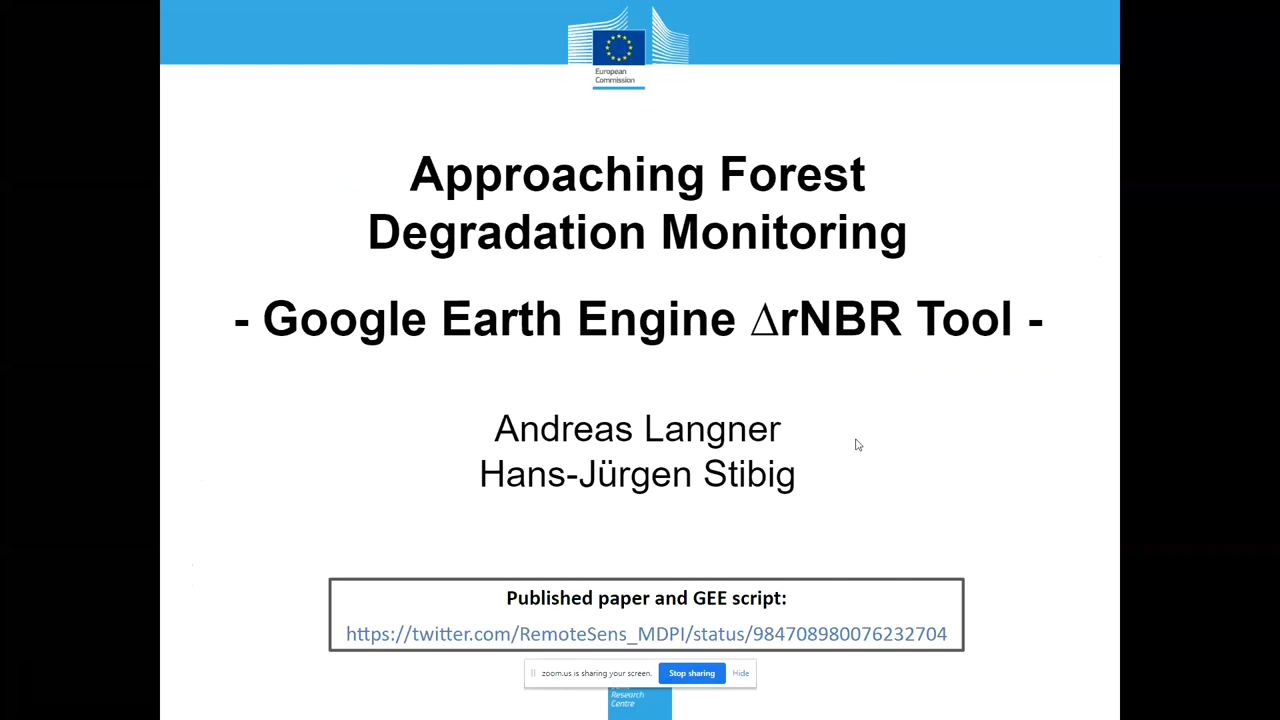 European
Commission
Approaching Forest
Degradation Monitoring
- Google Earth Engine ΔrNBR Tool -
Andreas Langner
Hans-Jürgen Stibig
Published paper and GEE script:
https://twitter.com/RemoteSens_MDPI/status/984708980076232704
zoom.us is sharing your screen. Stop sharing Hide
Research
Centre